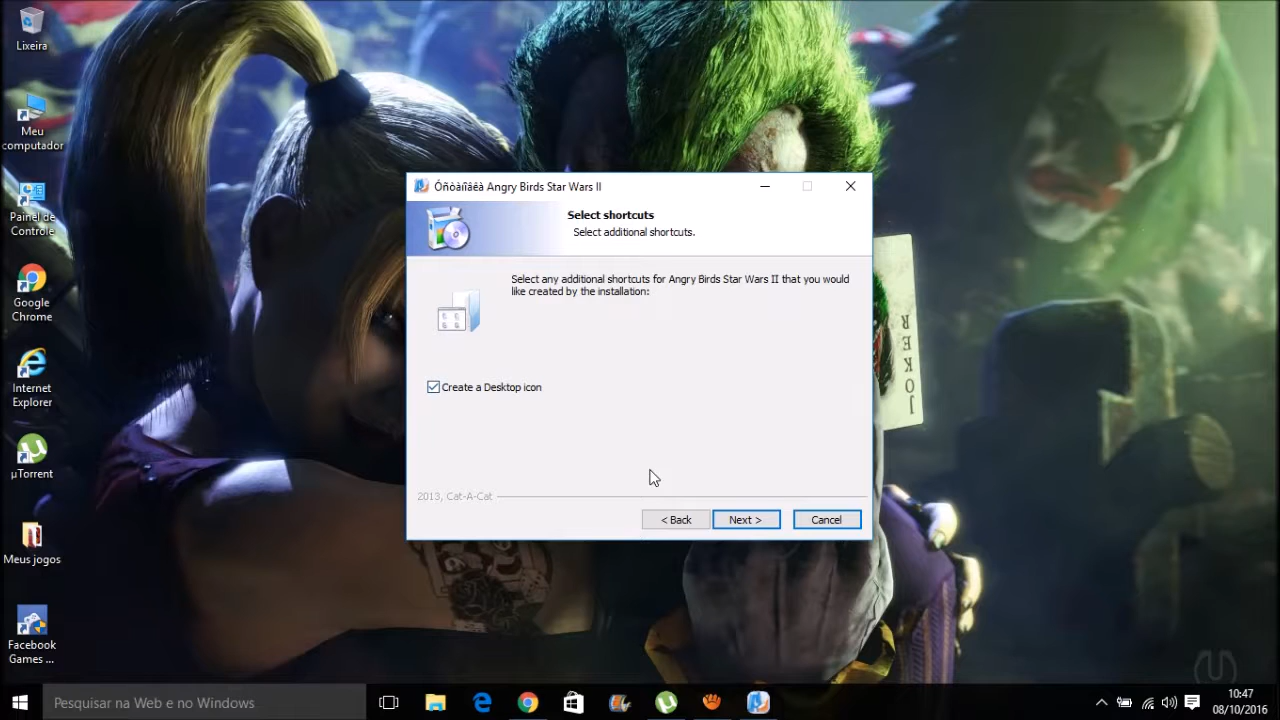 Lixeira
Meu
computador
Painel de
Controle
Google
Chrome
Internet
Explorer
µTorrent
Meus jogos
Facebook
Games ...
Óñòàíîâêà Angry Birds Star Wars II
Select shortcuts
Select additional shortcuts.
Select any additional shortcuts for Angry Birds Star Wars II that you would
like created by the installation:
Create a Desktop icon
2013, Cat-A-Cat
< Back
Next >
Cancel
JOKER
Pesquisar na Web e no Windows
10:47
08/10/2016